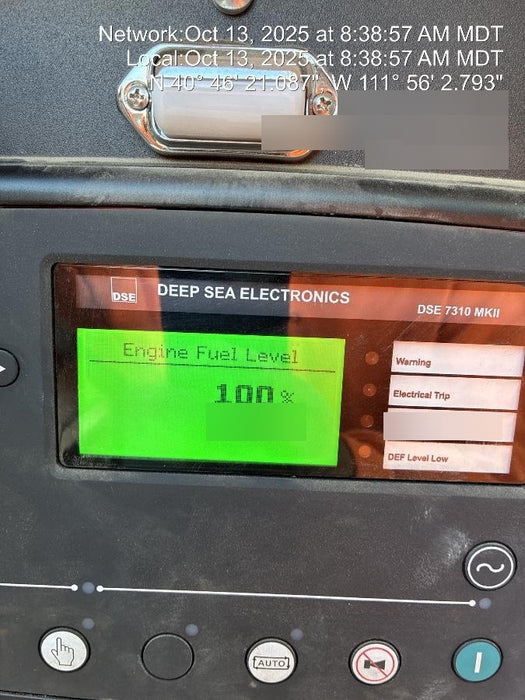 Network:Oct 13, 2025 at 8:38:57 AM MDT
Local:Oct 13, 2025 at 8:38:57 AM MDT
N 40° 46' 21.087", W 111° 56' 2.793"
DSE
DEEP SEA ELECTRONICS
DSE 7310 MKII
Engine Fuel Level
100 %
Warning
Electrical Trip
DEF Level Low
AUTO
I